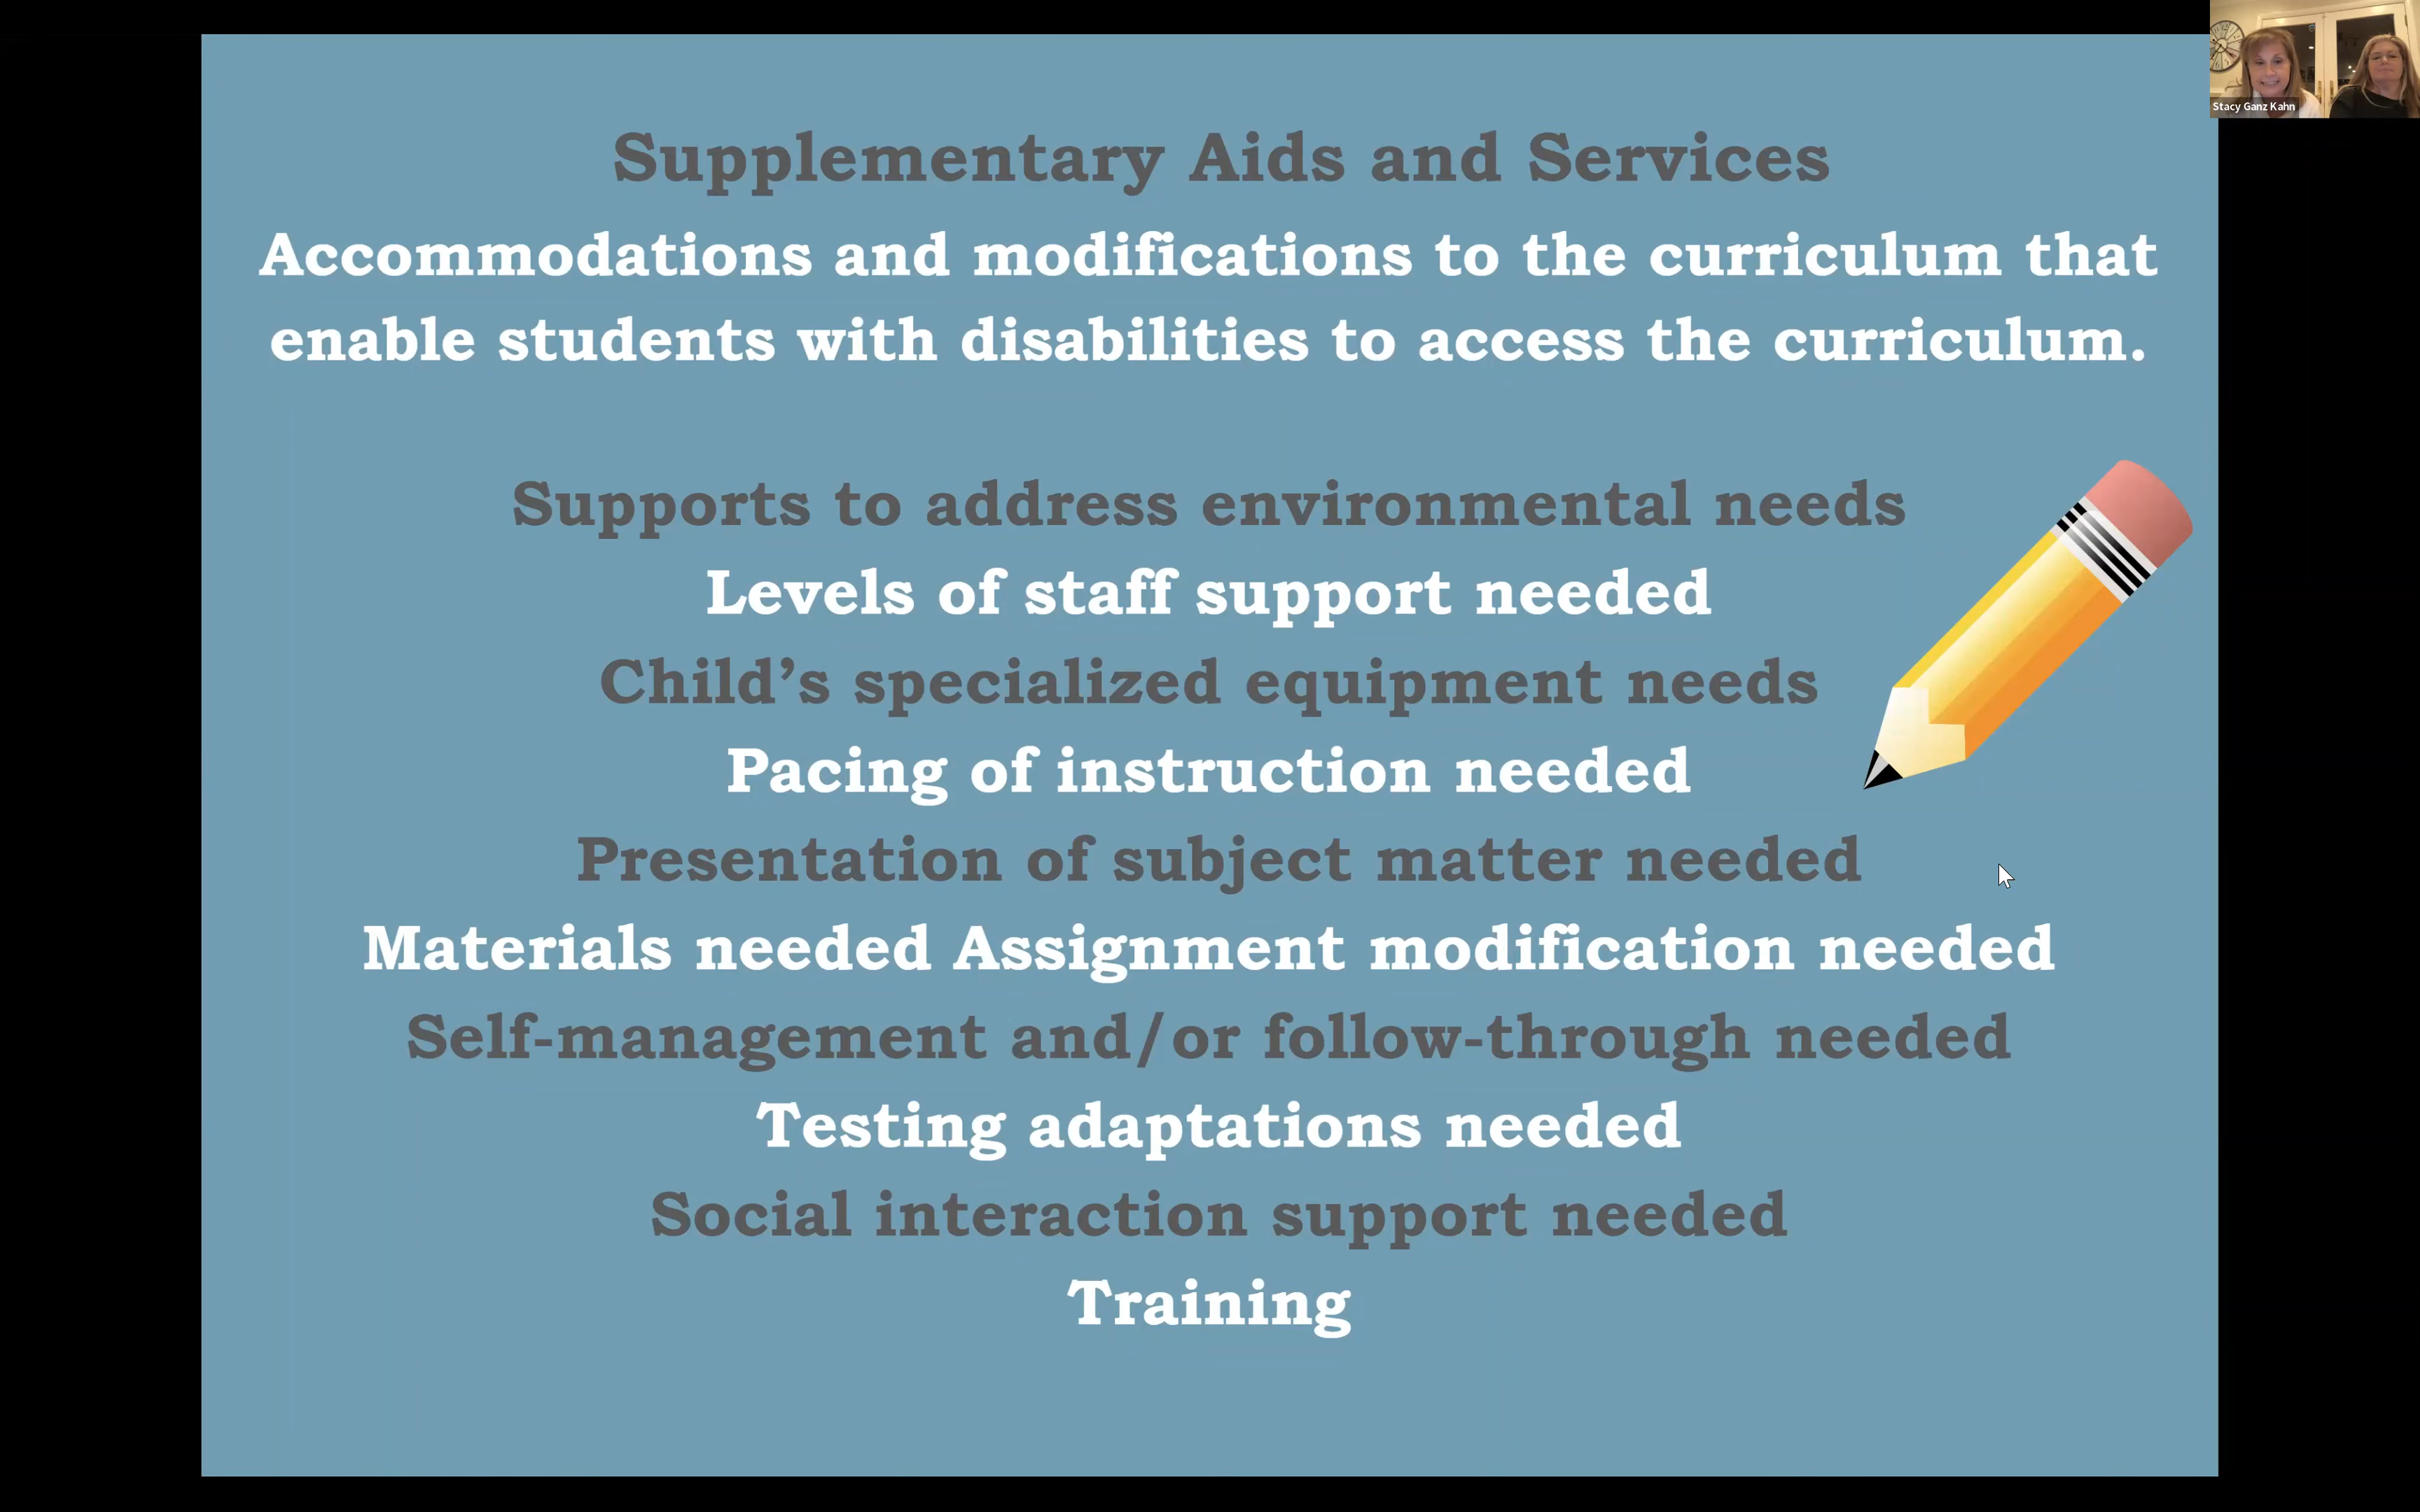 Stacy Ganz Kahn
Supplementary Aids and Services
Accommodations and modifications to the curriculum that
enable students with disabilities to access the curriculum.
Supports to address environmental needs
Levels of staff support needed
Child’s specialized equipment needs
Pacing of instruction needed
Presentation of subject matter needed
Materials needed Assignment modification needed
Self-management and/or follow-through needed
Testing adaptations needed
Social interaction support needed
Training